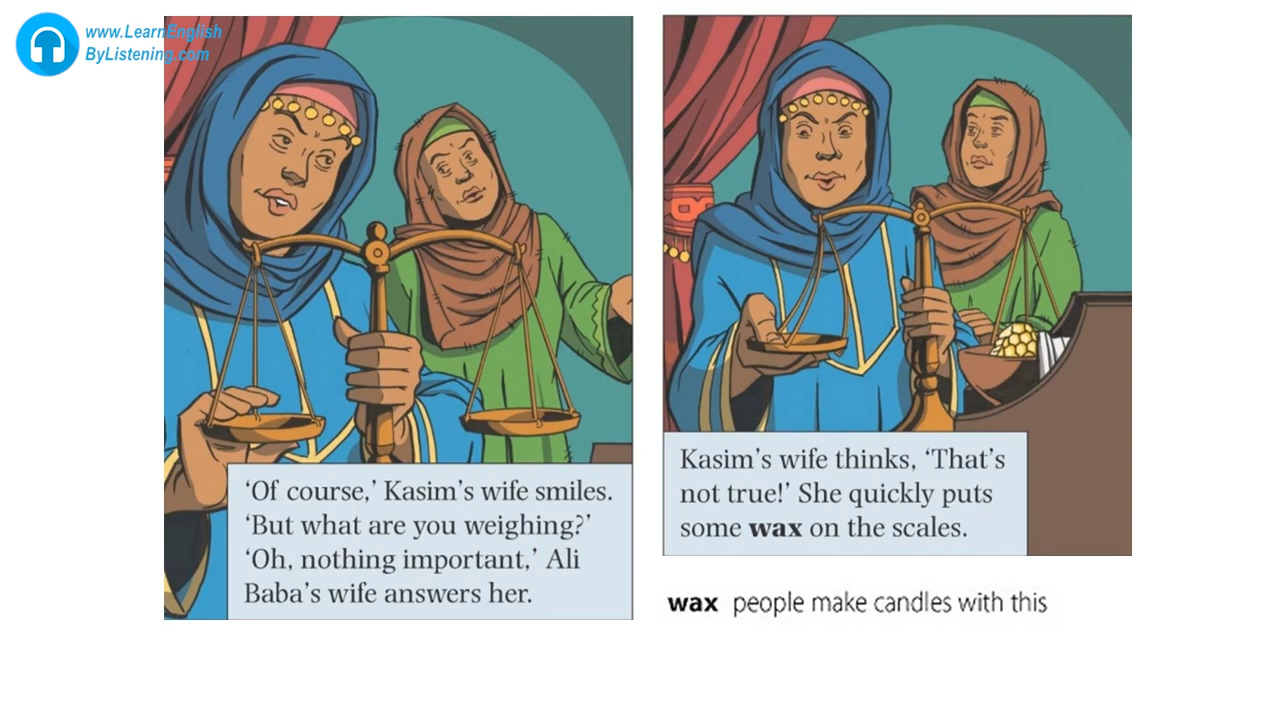 www.LearnEnglish
ByListening.com
‘Of course,’ Kasim’s wife smiles.
‘But what are you weighing?’
‘Oh, nothing important,’ Ali
Baba’s wife answers her.
Kasim’s wife thinks, ‘That’s
not true!’ She quickly puts
some wax on the scales.
wax people make candles with this